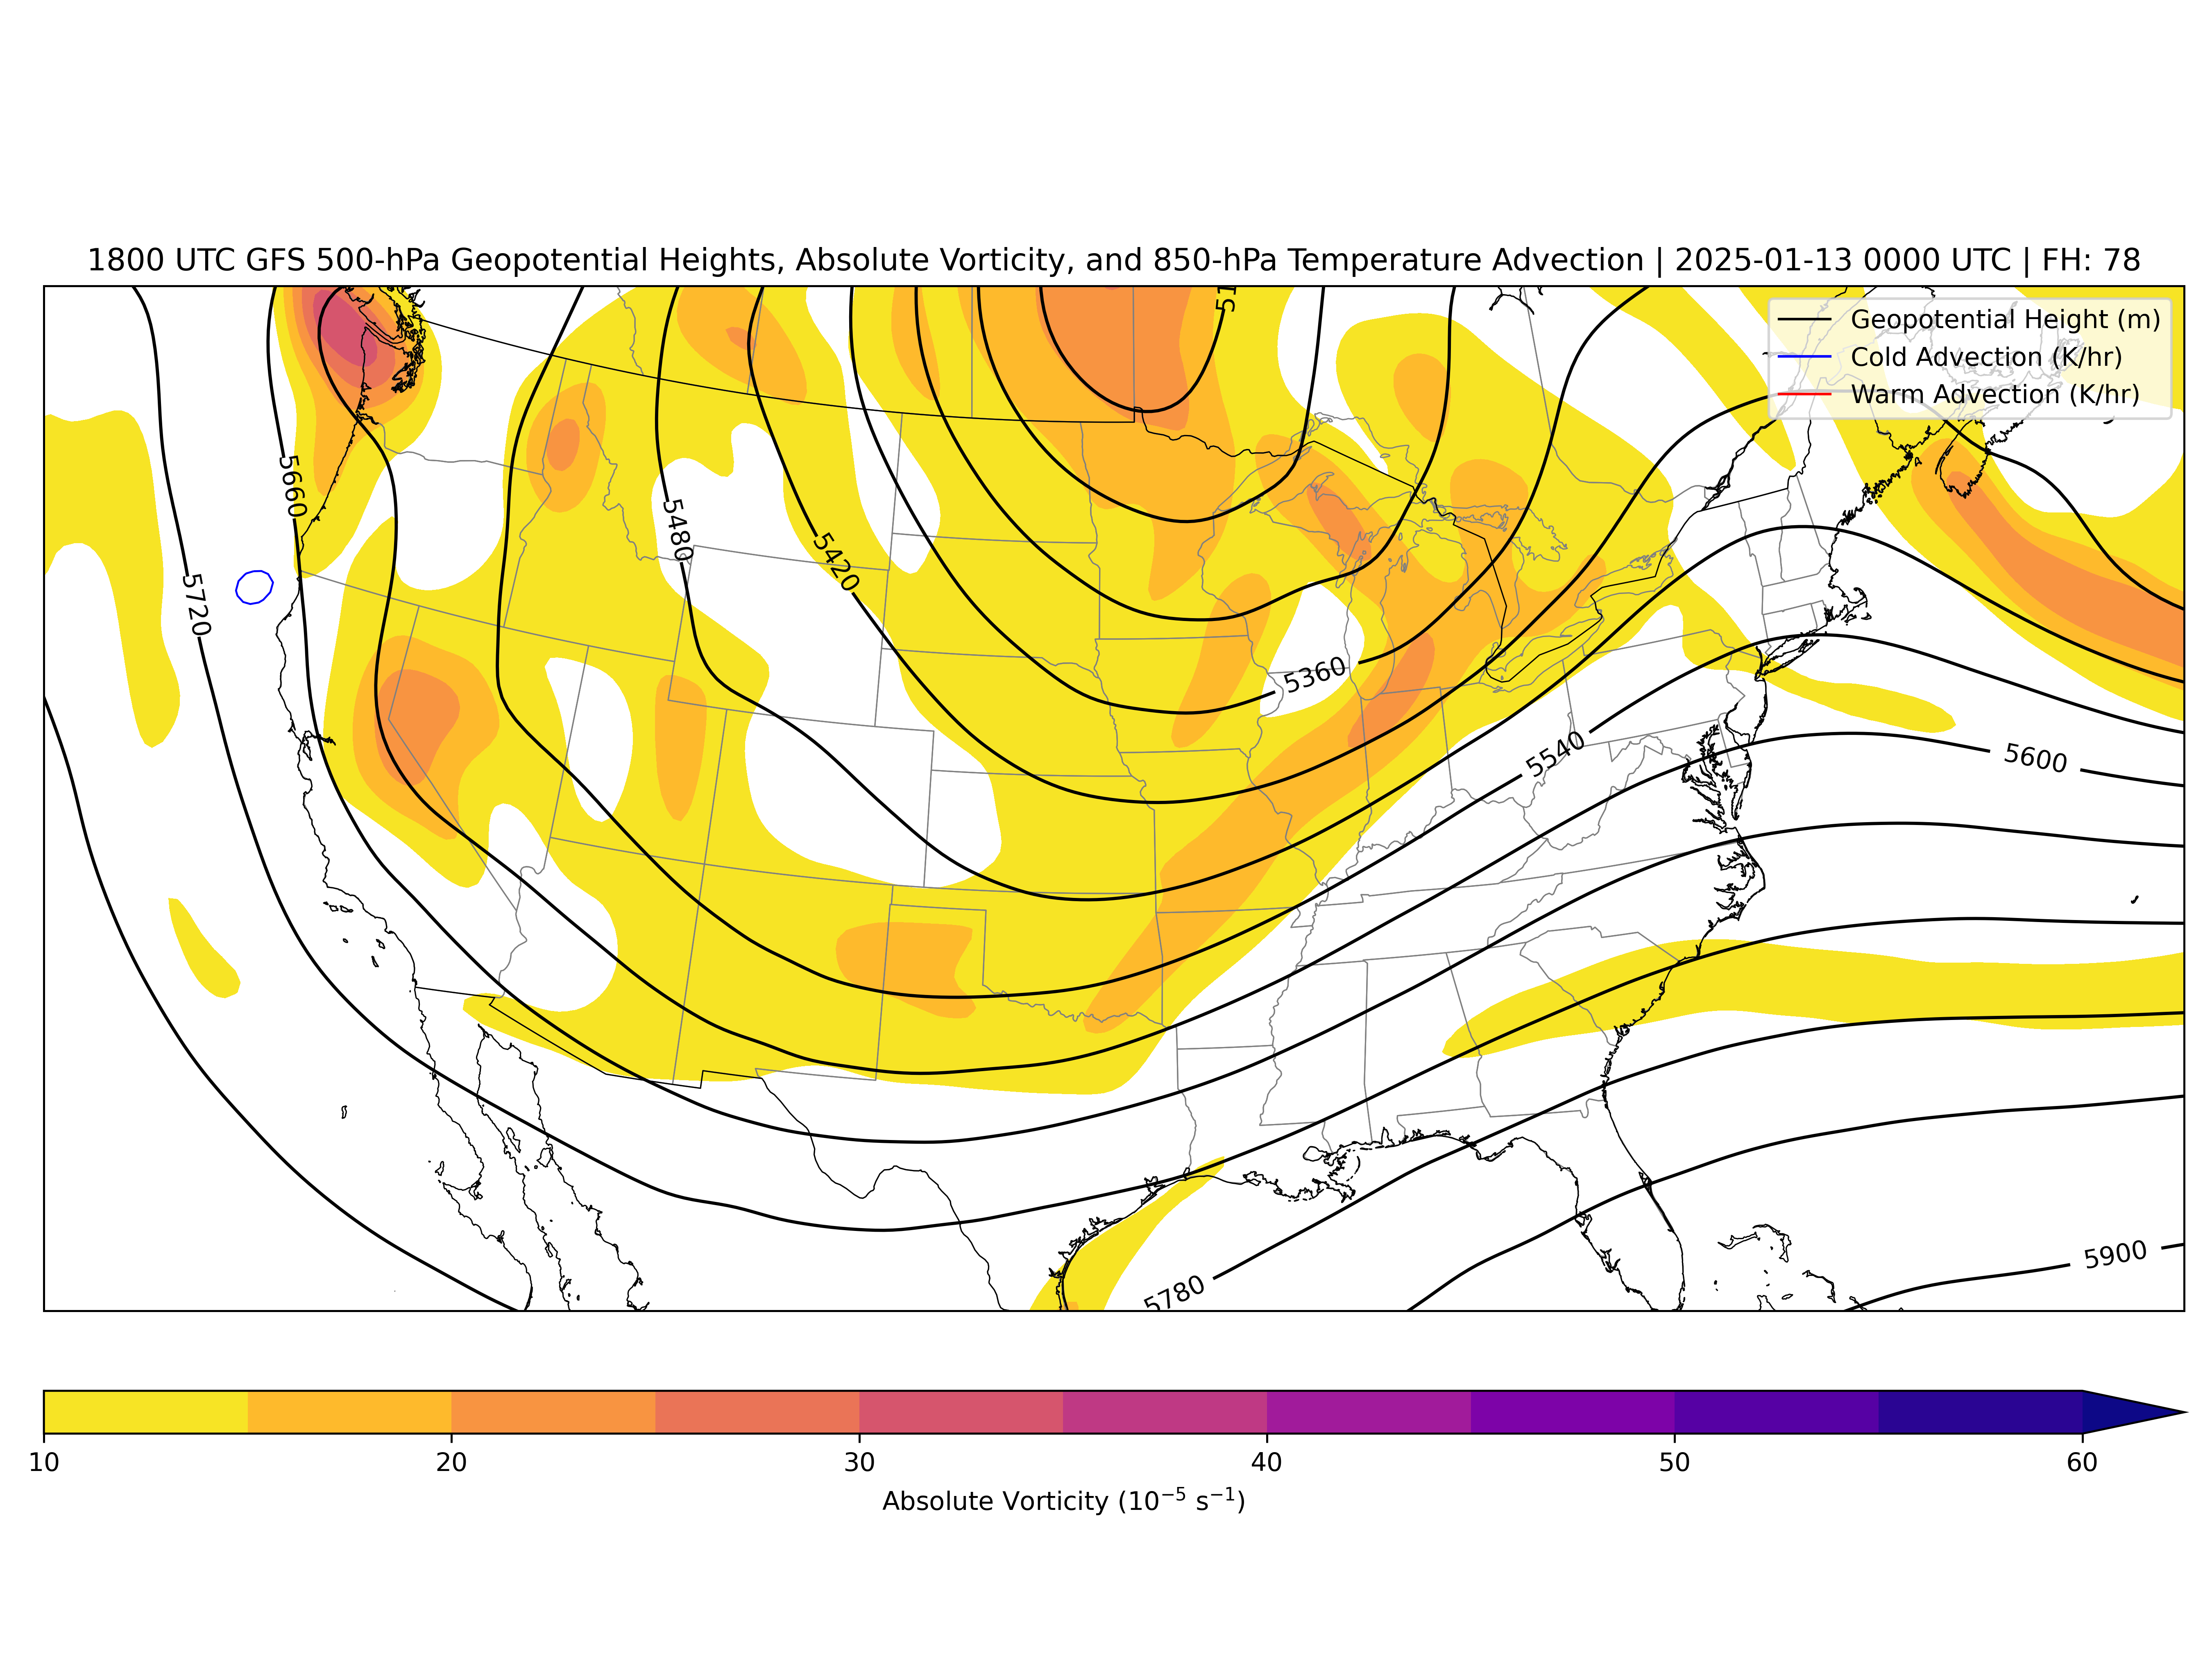 1800 UTC GFS 500-hPa Geopotential Heights, Absolute Vorticity, and 850-hPa Temperature Advection | 2025-01-13 0000 UTC | FH: 78
Geopotential Height (m)
Cold Advection (K/hr)
Warm Advection (K/hr)
5660
5480
5420
5720
5360
5540
5600
5900
5780
10 20 30 40 50 60
Absolute Vorticity (10⁻⁵ s⁻¹)